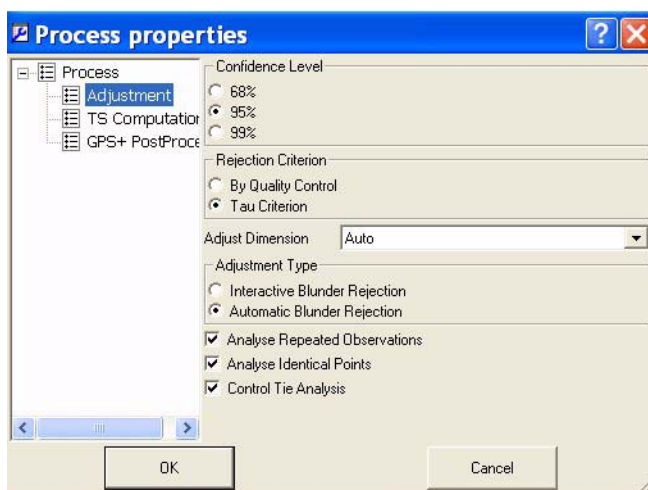 Process properties
Process
Adjustment
TS Computation
GPS+ PostProce
Confidence Level
68%
95%
99%
Rejection Criterion
By Quality Control
Tau Criterion
Adjust Dimension Auto
Adjustment Type
Interactive Blunder Rejection
Automatic Blunder Rejection
Analyse Repeated Observations
Analyse Identical Points
Control Tie Analysis
OK Cancel